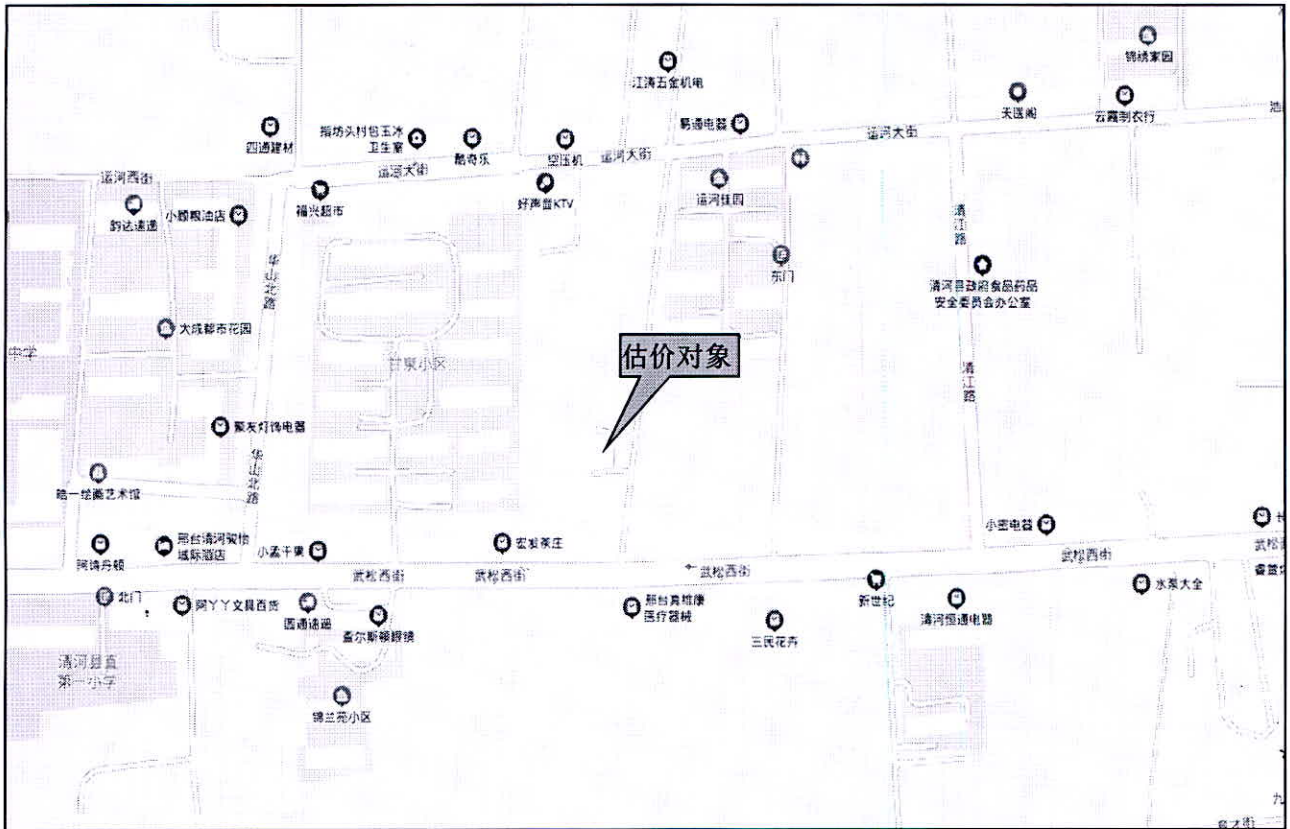 锦绣家园
江涛五金机电
天医阁
云霞制衣行
易通电器
四通建材
指坊头村包玉冰
卫生室
酷奇乐
空压机
运河大街
运河大街
运河大街
运河西街
韵达速递
小顾粮油店
福兴超市
好声音KTV
运河佳园
清江路
东门
清河县政府食品药品
安全委员会办公室
华山北路
大成都市花园
中学
甘泉小区
估价对象
清江路
聚友灯饰电器
华山北路
皓一绘画艺术馆
阿诗丹顿
邢台清河骏怡
城际酒店
小孟干果
宏发茶庄
小密电器
武松西街
武松西街
武松西街
武松西街
北门
阿丫丫文具百货
圆通速递
查尔斯顿眼镜
邢台真维康
医疗器械
三民花卉
新世纪
清河恒通电器
水泵大全
清河县直
第一小学
锦兰苑小区